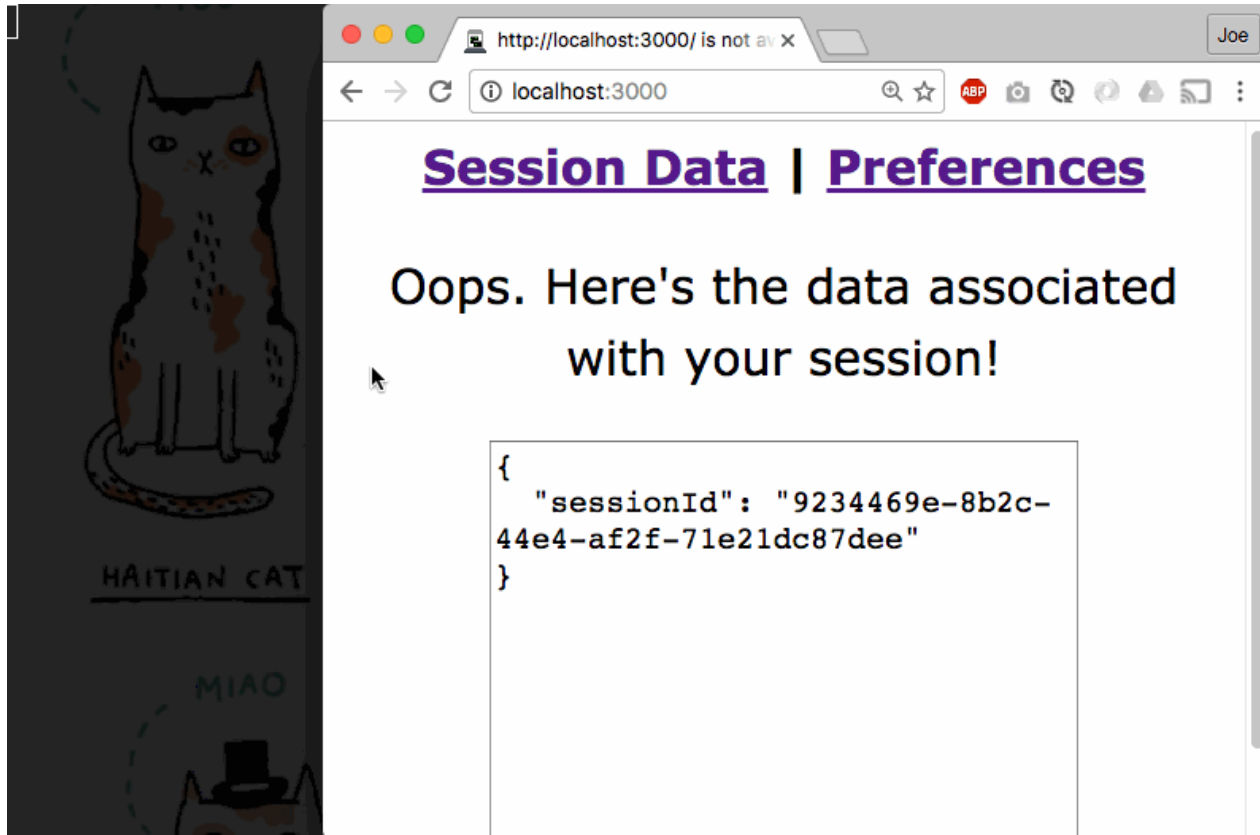 HAITIAN CAT
MIAO
http://localhost:3000/ is not av
Joe
localhost:3000
ABP
Session Data | Preferences
Oops. Here's the data associated
with your session!
{
"sessionId": "9234469e-8b2c-
44e4-af2f-71e21dc87dee"
}